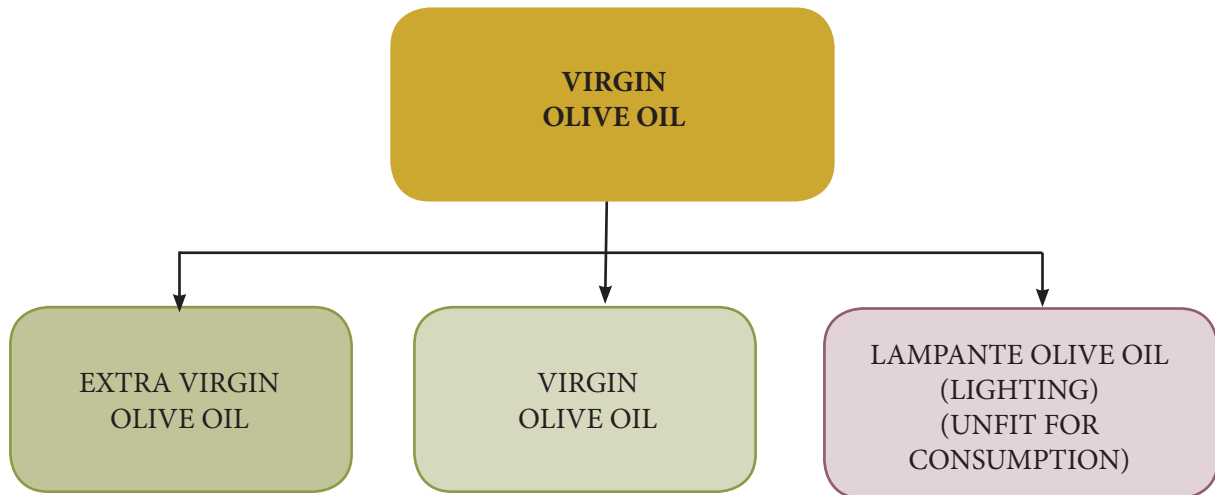 VIRGIN
OLIVE OIL
EXTRA VIRGIN
OLIVE OIL
VIRGIN
OLIVE OIL
LAMPANTE OLIVE OIL
(LIGHTING)
(UNFIT FOR
CONSUMPTION)